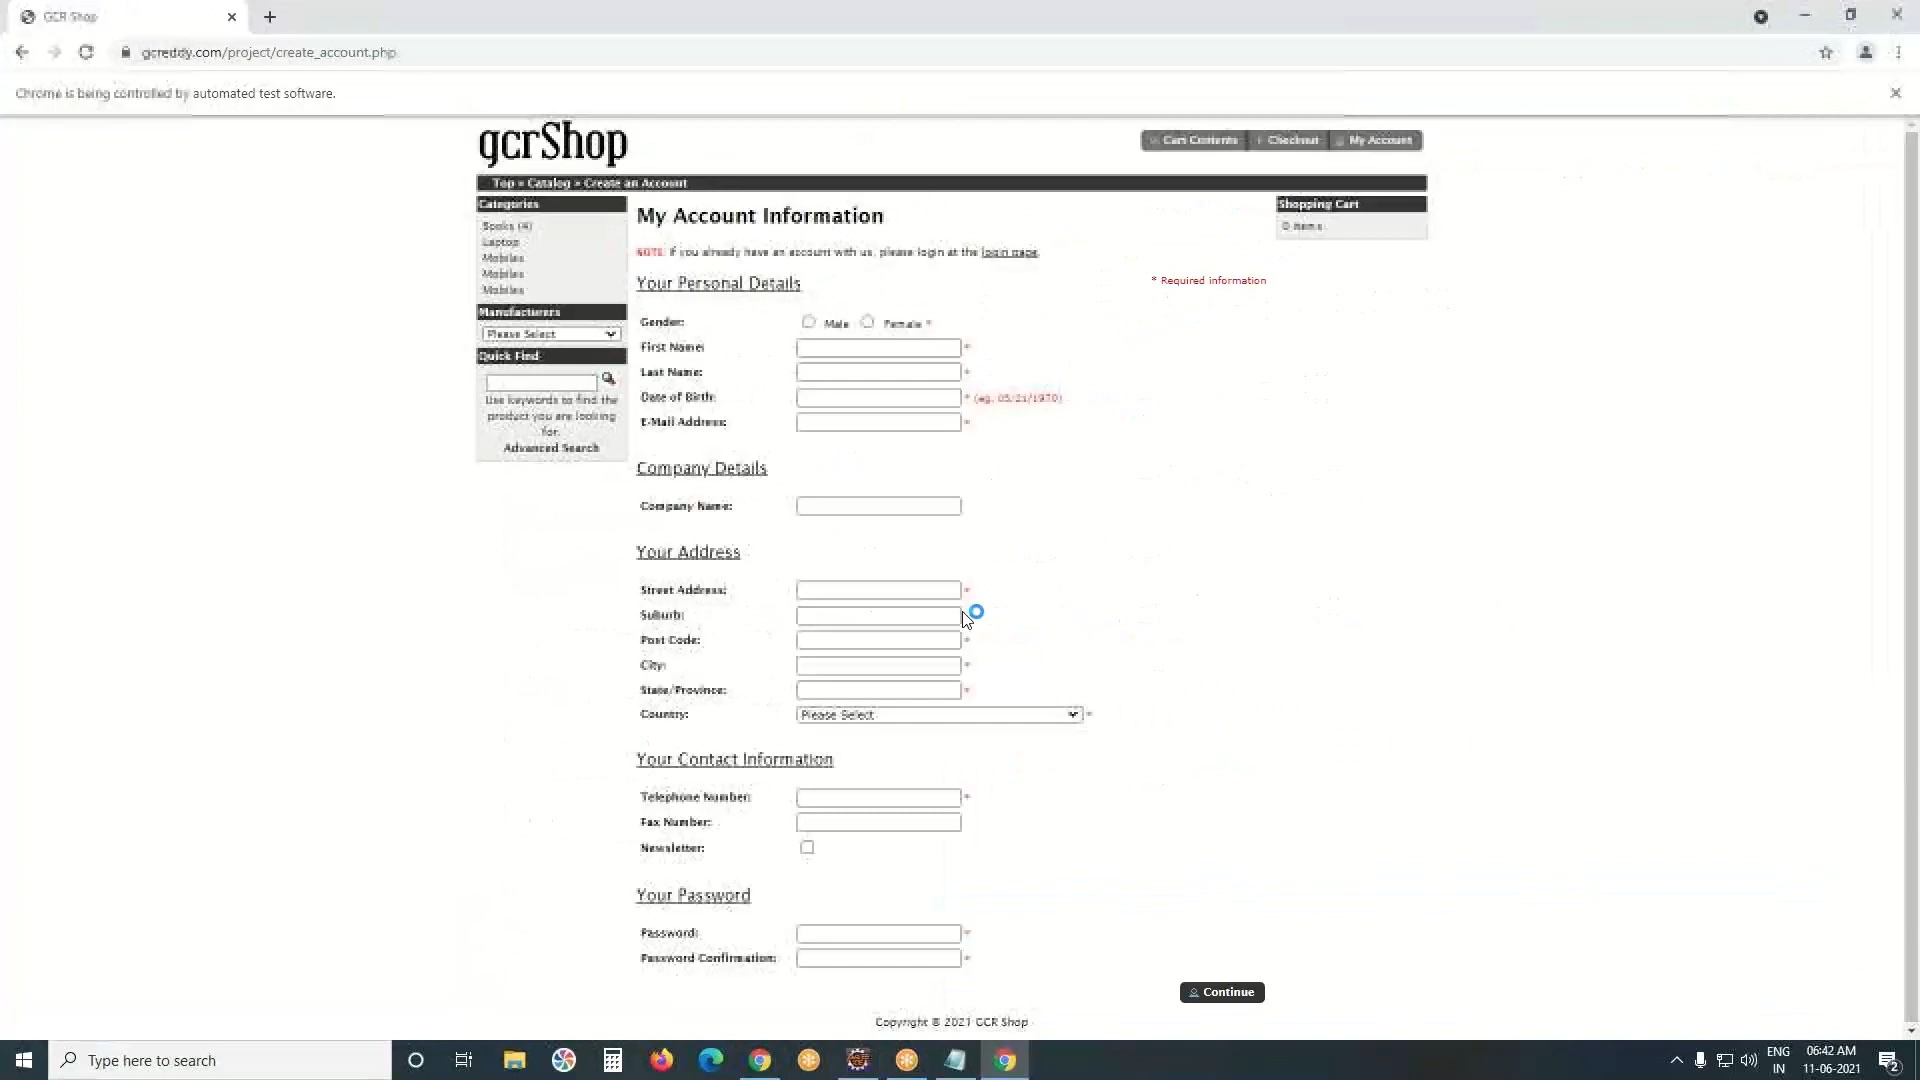 GCR Shop
gcreddy.com/project/create_account.php
Chrome is being controlled by automated test software.
gcrShop
Cart Contents Checkout My Account
Top » Catalog » Create an Account
Categories
Books (4)
Laptop
Mobiles
Mobiles
Mobiles
Manufacturers
Please Select
Quick Find
Use keywords to find the
product you are looking
for.
Advanced Search
My Account Information
NOTE: If you already have an account with us, please login at the login page.
Your Personal Details
* Required information
Gender: Male Female *
First Name: *
Last Name: *
Date of Birth: * (eg. 05/21/1970)
E-Mail Address: *
Company Details
Company Name:
Your Address
Street Address: *
Suburb:
Post Code: *
City: *
State/Province: *
Country: Please Select *
Your Contact Information
Telephone Number: *
Fax Number:
Newsletter:
Your Password
Password: *
Password Confirmation: *
Continue
Copyright © 2021 GCR Shop
Shopping Cart
0 items
Type here to search
ENG
IN
06:42 AM
11-06-2021
2